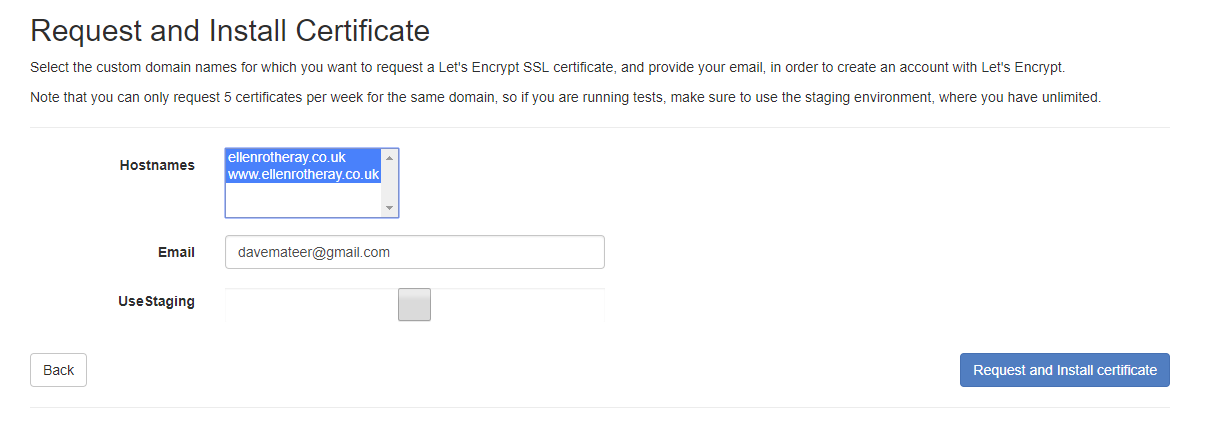 Request and Install Certificate
Select the custom domain names for which you want to request a Let's Encrypt SSL certificate, and provide your email, in order to create an account with Let's Encrypt.
Note that you can only request 5 certificates per week for the same domain, so if you are running tests, make sure to use the staging environment, where you have unlimited.
Hostnames
ellenrotheray.co.uk
www.ellenrotheray.co.uk
Email
davemateer@gmail.com
UseStaging
Back
Request and Install certificate